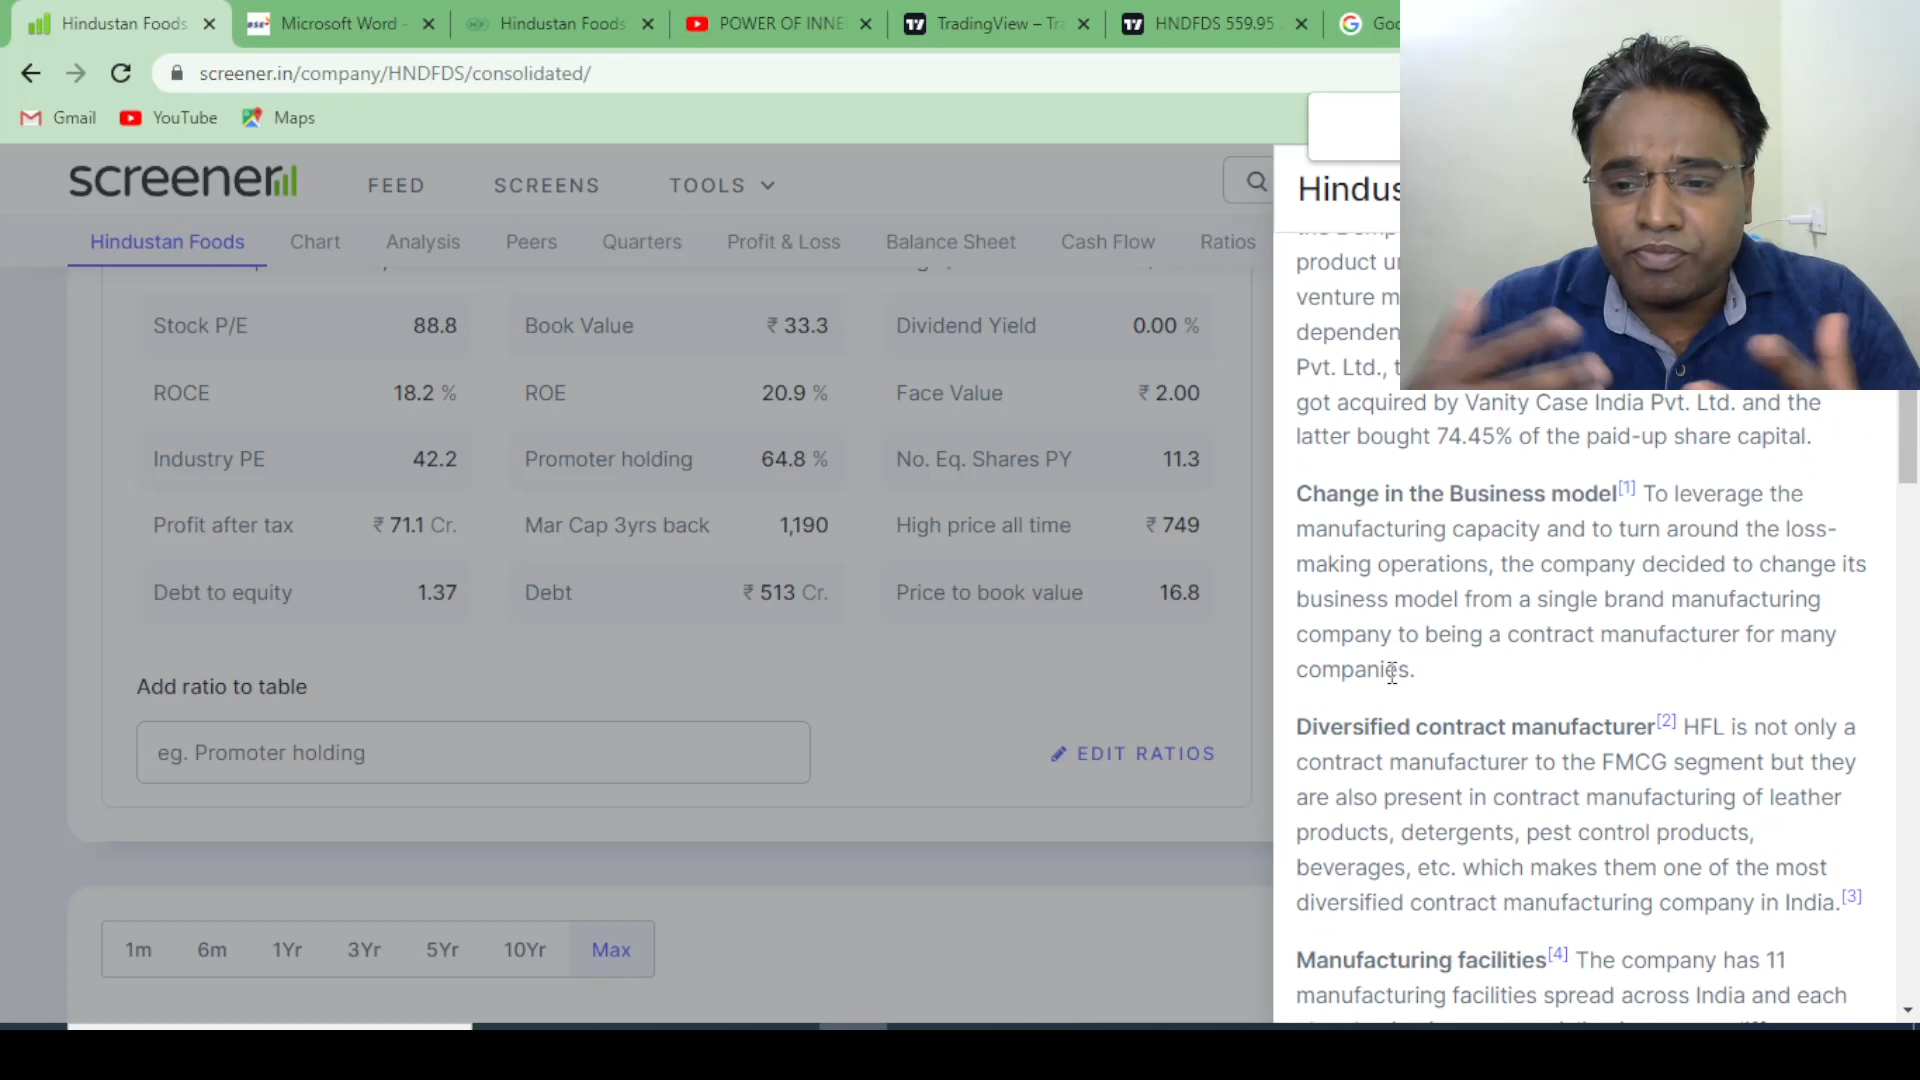 Hindustan Foods
Microsoft Word -
Hindustan Foods
POWER OF INNE
TradingView – Tra
HNDFDS 559.95
screener.in/company/HNDFDS/consolidated/
Gmail
YouTube
Maps
screener
FEED
SCREENS
TOOLS
Hindustan Foods
Chart
Analysis
Peers
Quarters
Profit & Loss
Balance Sheet
Cash Flow
Ratios
Stock P/E 88.8
Book Value ₹ 33.3
Dividend Yield 0.00 %
ROCE 18.2 %
ROE 20.9 %
Face Value ₹ 2.00
Industry PE 42.2
Promoter holding 64.8 %
No. Eq. Shares PY 11.3
Profit after tax ₹ 71.1 Cr.
Mar Cap 3yrs back 1,190
High price all time ₹ 749
Debt to equity 1.37
Debt ₹ 513 Cr.
Price to book value 16.8
Add ratio to table
eg. Promoter holding
EDIT RATIOS
1m 6m 1Yr 3Yr 5Yr 10Yr Max
Hindus
product
venture
dependen
Pvt. Ltd.,
got acquired by Vanity Case India Pvt. Ltd. and the
latter bought 74.45% of the paid-up share capital.
Change in the Business model[1] To leverage the
manufacturing capacity and to turn around the loss-
making operations, the company decided to change its
business model from a single brand manufacturing
company to being a contract manufacturer for many
companies.
Diversified contract manufacturer[2] HFL is not only a
contract manufacturer to the FMCG segment but they
are also present in contract manufacturing of leather
products, detergents, pest control products,
beverages, etc. which makes them one of the most
diversified contract manufacturing company in India.[3]
Manufacturing facilities[4] The company has 11
manufacturing facilities spread across India and each